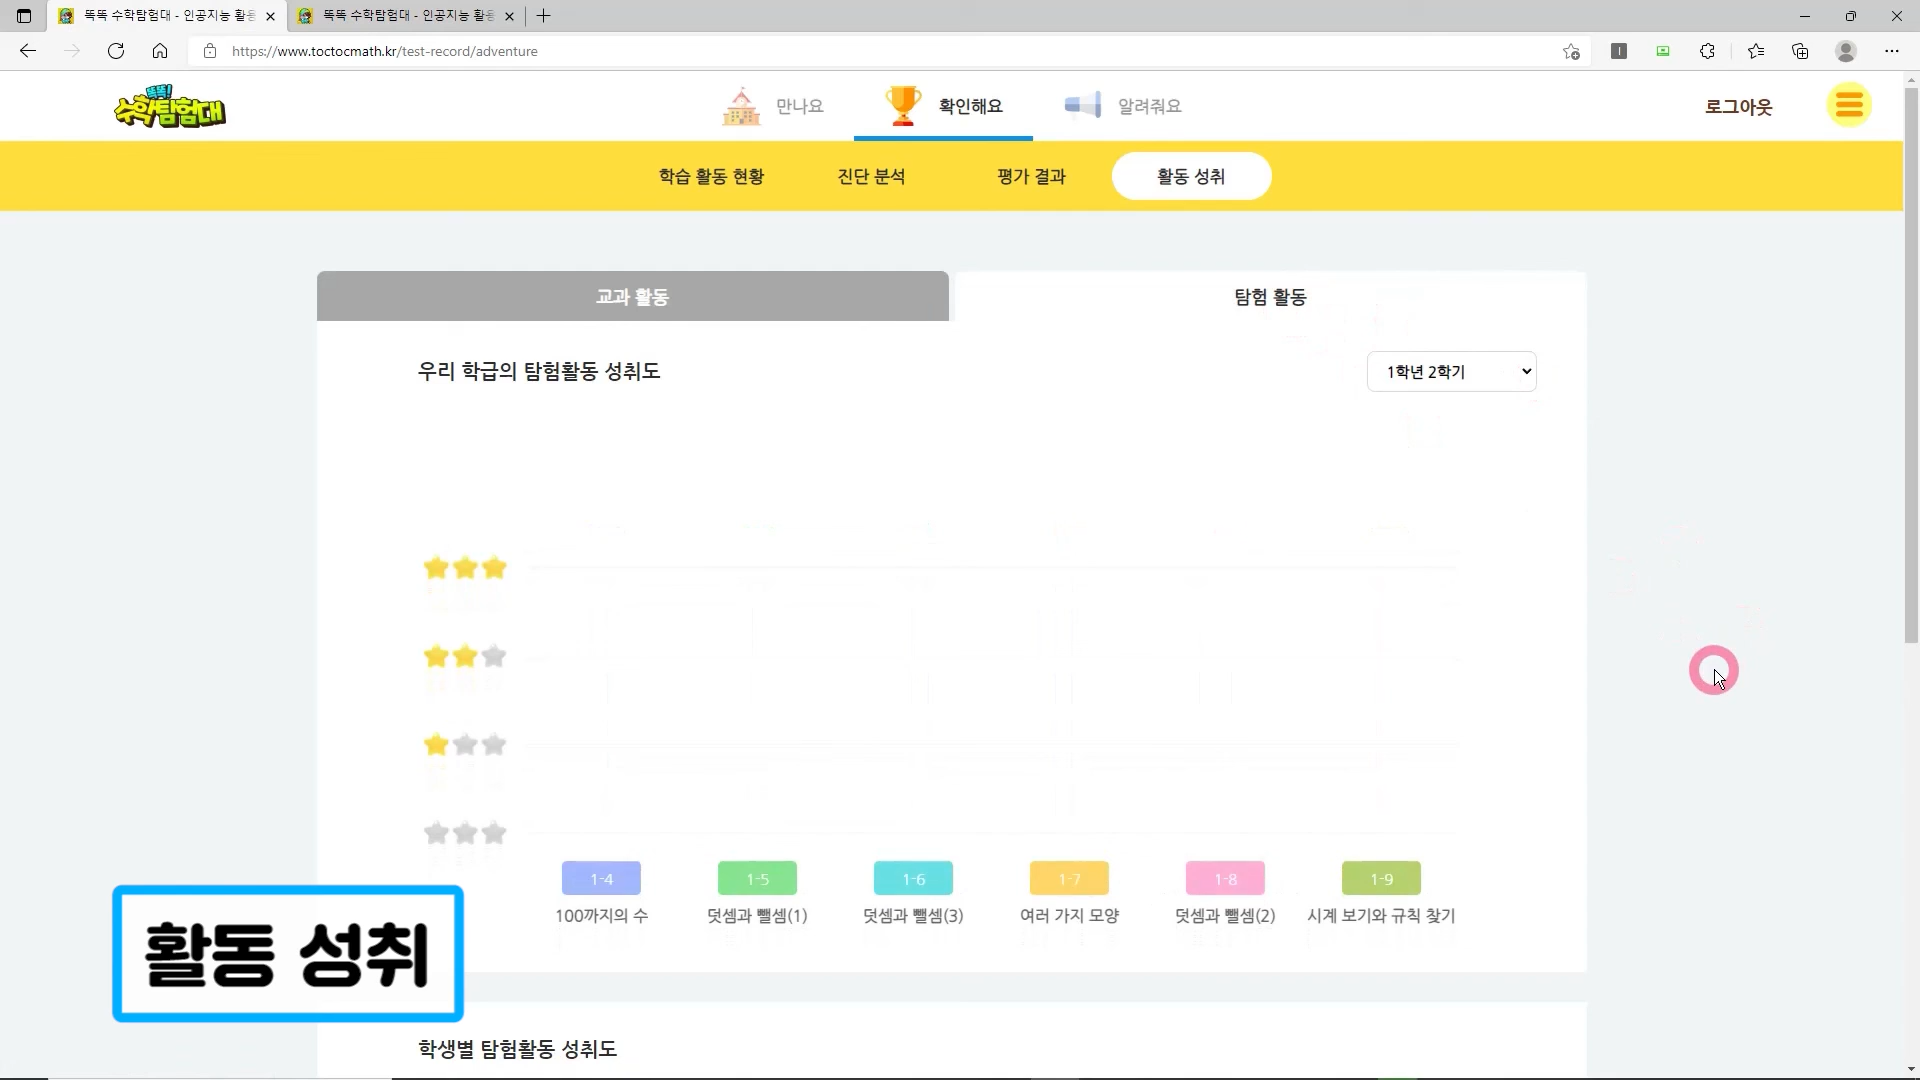 똑똑 수학탐험대 - 인공지능 활용
똑똑 수학탐험대 - 인공지능 활용
https://www.toctocmath.kr/test-record/adventure
똑똑!
수학탐험대
만나요
확인해요
알려줘요
로그아웃
학습 활동 현황
진단 분석
평가 결과
활동 성취
교과 활동
탐험 활동
우리 학급의 탐험활동 성취도
1학년 2학기
1-4
1-5
1-6
1-7
1-8
1-9
100까지의 수
덧셈과 뺄셈(1)
덧셈과 뺄셈(3)
여러 가지 모양
덧셈과 뺄셈(2)
시계 보기와 규칙 찾기
활동 성취
학생별 탐험활동 성취도